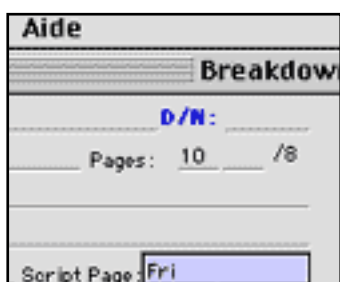 Aide
Breakdow
D/N:
Pages: 10 /8
Script Page: Fri